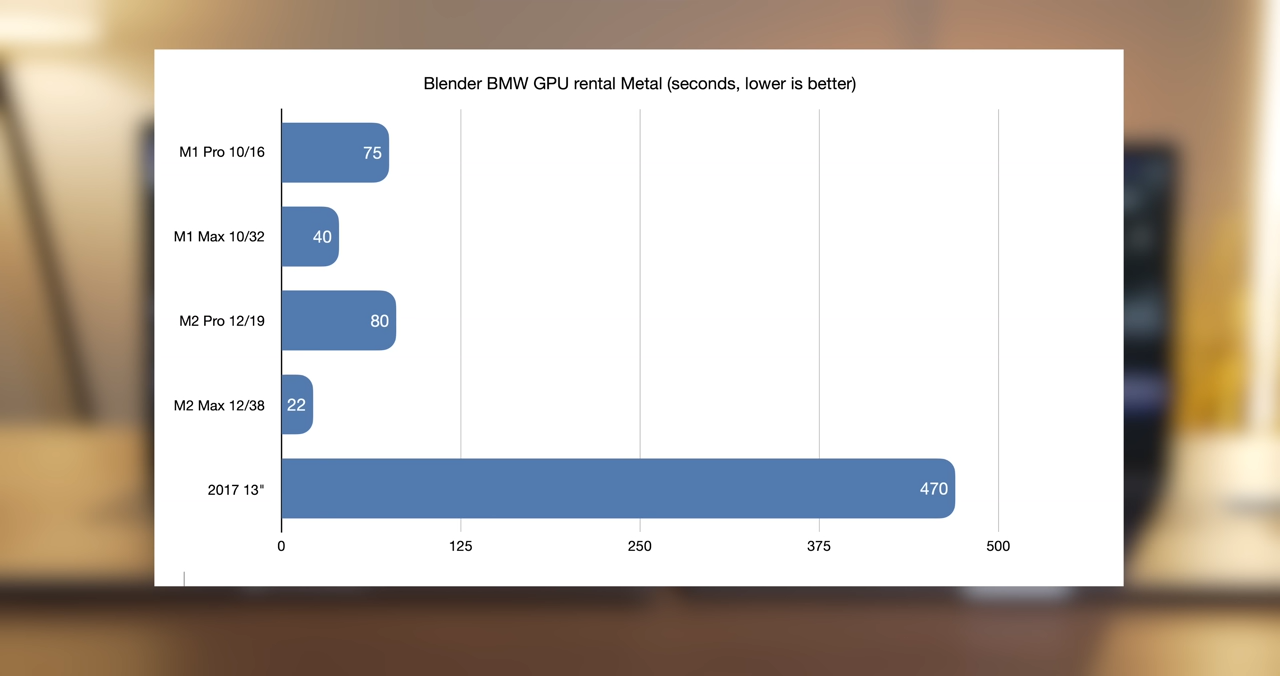 Blender BMW GPU rental Metal (seconds, lower is better)
M1 Pro 10/16
75
M1 Max 10/32
40
M2 Pro 12/19
80
M2 Max 12/38
22
2017 13"
470
0
125
250
375
500